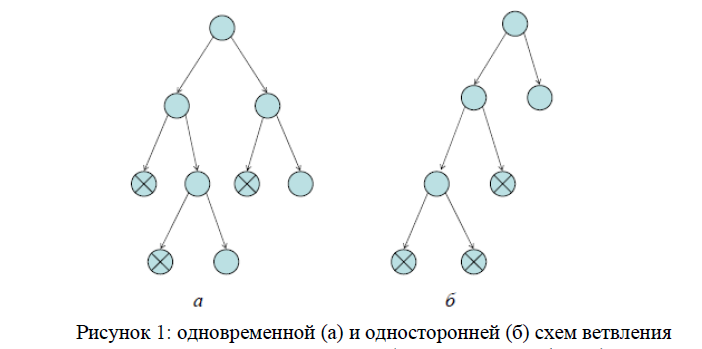 а б
Рисунок 1: одновременной (а) и односторонней (б) схем ветвления